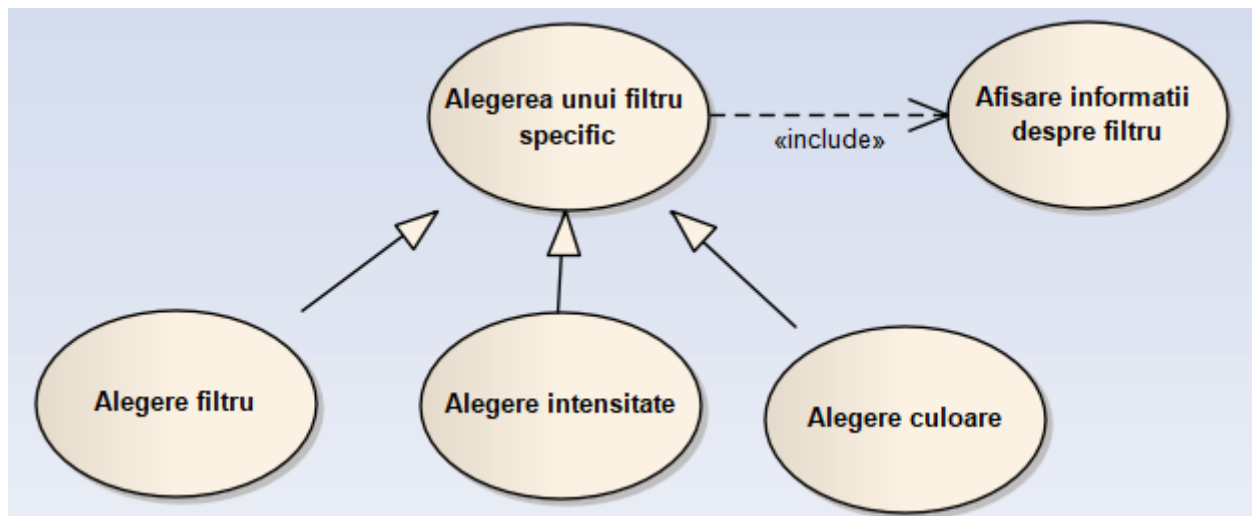 Alegerea unui filtru
specific
«include»
Afisare informatii
despre filtru
Alegere filtru
Alegere intensitate
Alegere culoare